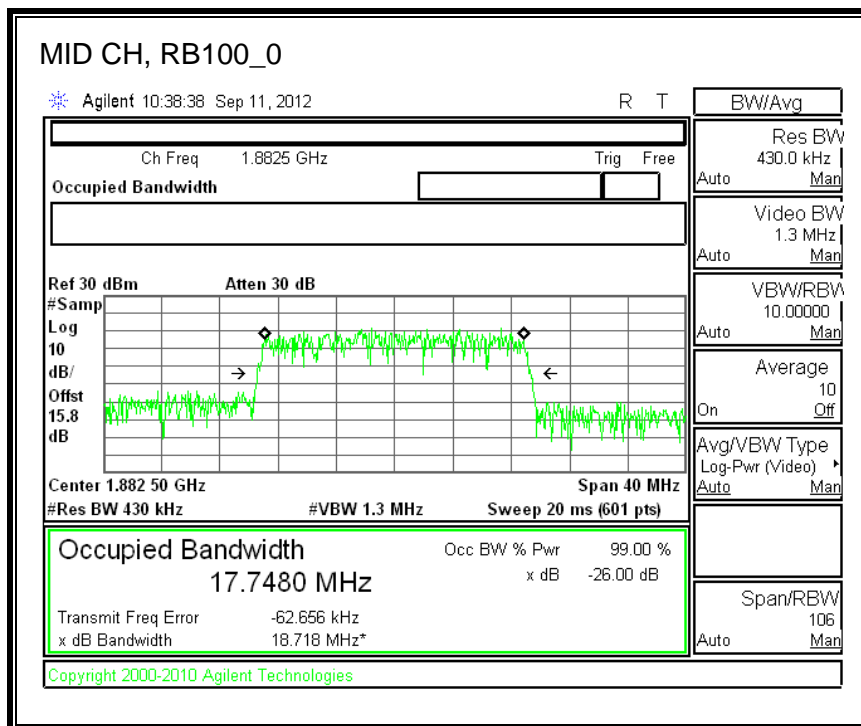 MID CH, RB100_0
Agilent 10:38:38 Sep 11, 2012 R T
Ch Freq 1.8825 GHz Trig Free
Occupied Bandwidth
Ref 30 dBm Atten 30 dB
#Samp
Log
10
dB/
Offst
15.8
dB
Center 1.882 50 GHz Span 40 MHz
#Res BW 430 kHz #VBW 1.3 MHz Sweep 20 ms (601 pts)
Occupied Bandwidth Occ BW % Pwr 99.00 %
17.7480 MHz x dB -26.00 dB
Transmit Freq Error -62.656 kHz
x dB Bandwidth 18.718 MHz*
Copyright 2000-2010 Agilent Technologies
BW/Avg
Res BW
430.0 kHz
Auto Man
Video BW
1.3 MHz
Auto Man
VBW/RBW
10.00000
Auto Man
Average
10
On Off
Avg/VBW Type
Log-Pwr (Video)
Auto Man
Span/RBW
106
Auto Man